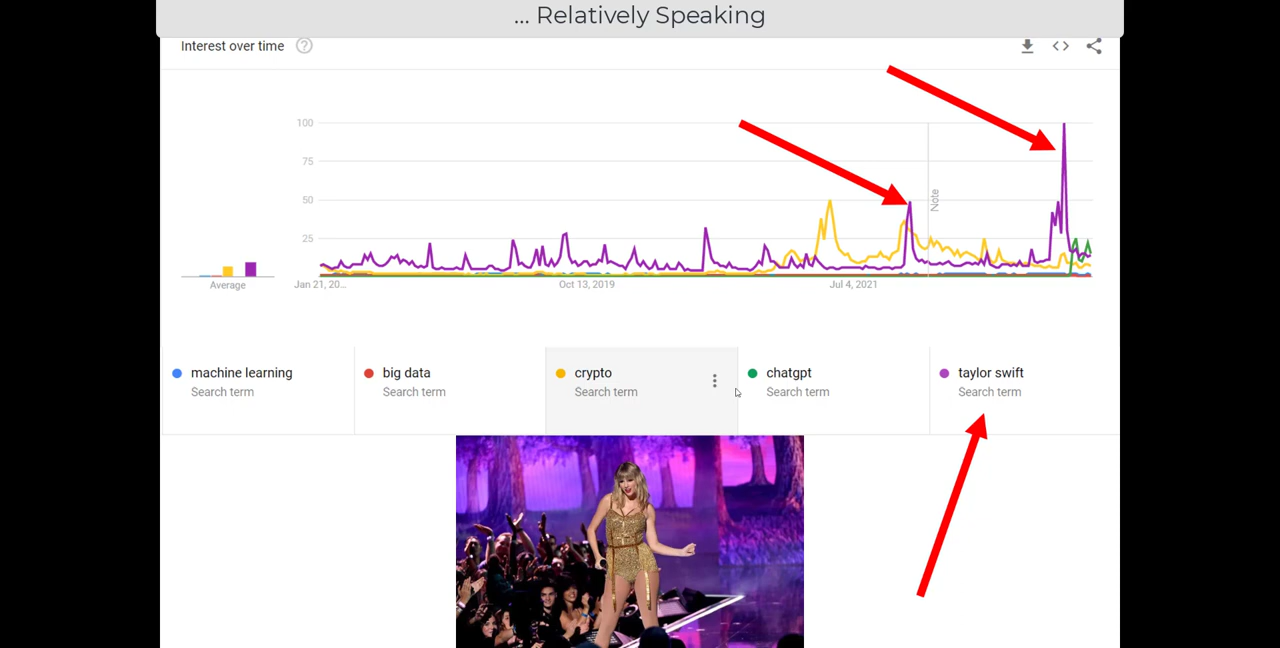 ... Relatively Speaking
Interest over time ?
100
75
50
25
Note
Average
Jan 21, 20...
Oct 13, 2019
Jul 4, 2021
machine learning
Search term
big data
Search term
crypto
Search term
chatgpt
Search term
taylor swift
Search term